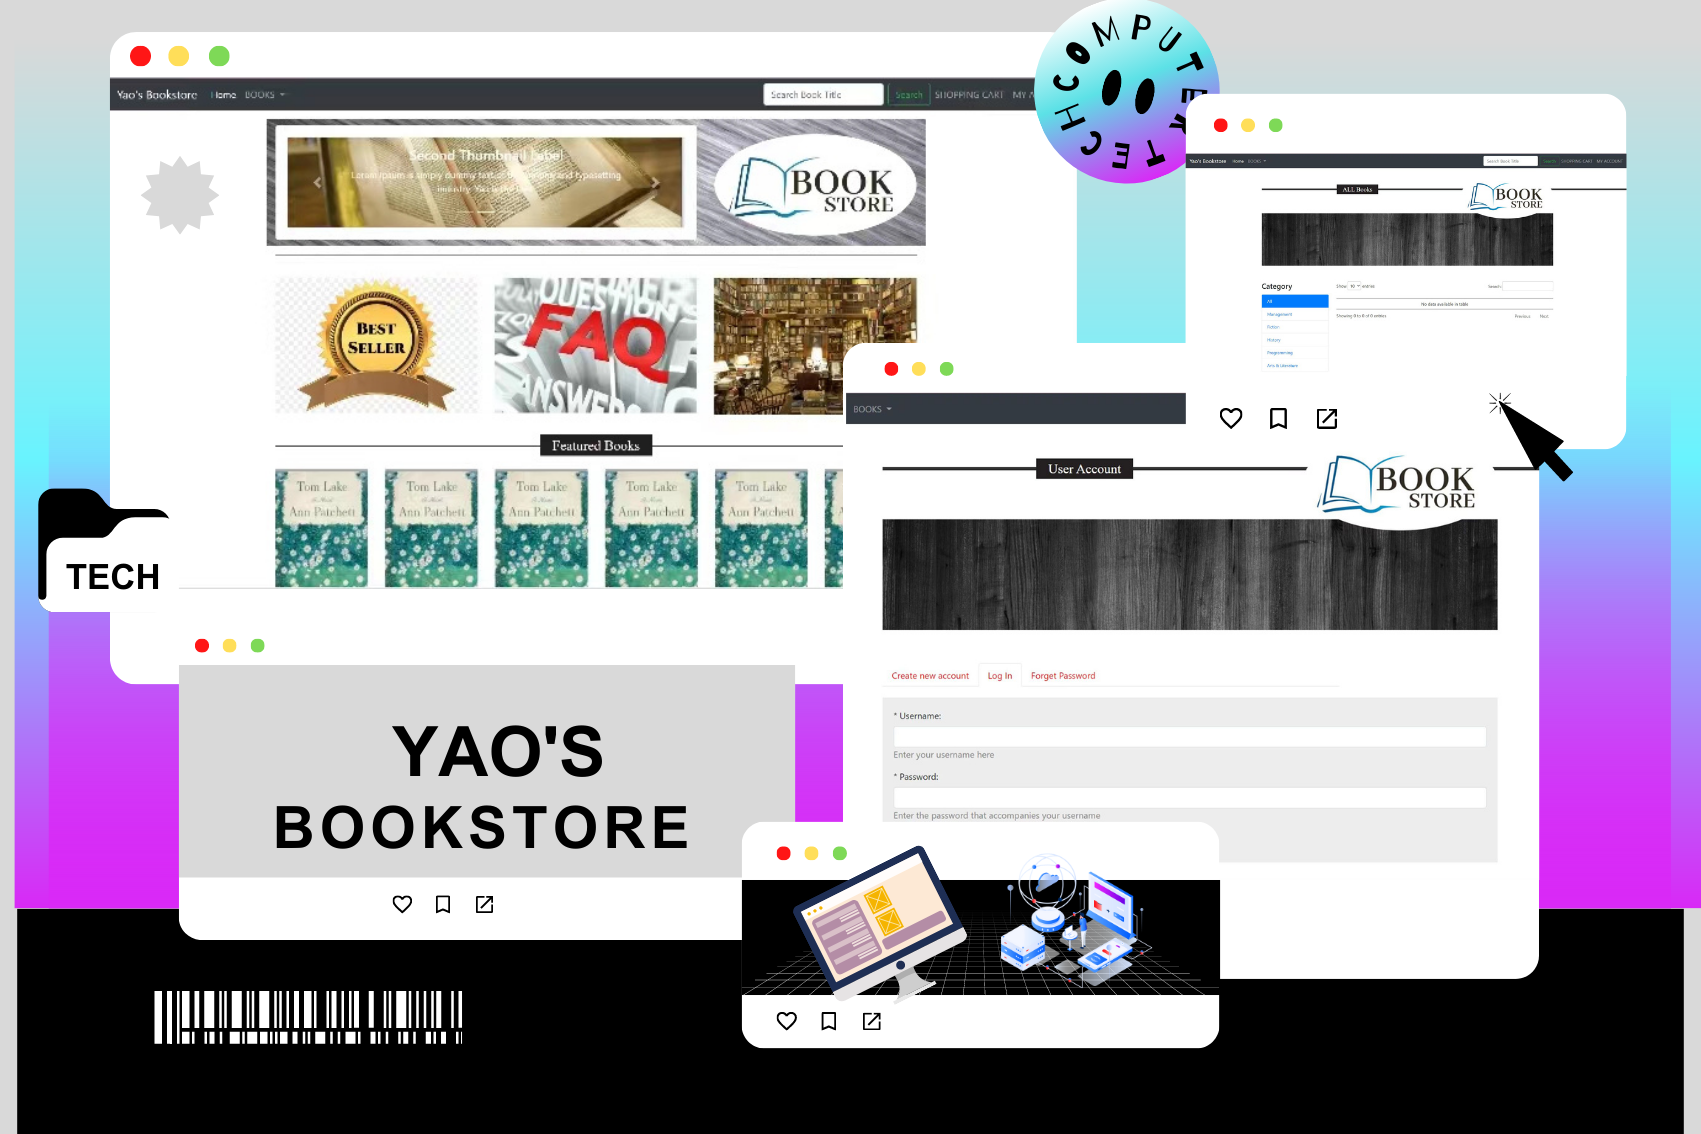 COMPUTER TECH
Yao's Bookstore Home BOOKS Search Book Title Search SHOPPING CART MY A
Second Thumbnail Label
Lorem Ipsum is simply dummy text of the printing and typesetting
industry.
BOOK
STORE
BEST
SELLER
QUESTION
FAQ
ANSWERS
Featured Books
Tom Lake
A Novel
Ann Patchett
Tom Lake
A Novel
Ann Patchett
Tom Lake
A Novel
Ann Patchett
Tom Lake
A Novel
Ann Patchett
Tom Lake
A Novel
Ann Patchett
Yao's Bookstore Home BOOKS Search Book Title Search SHOPPING CART MY ACCOUNT
ALL Books
BOOK
STORE
Category
All
Management
Fiction
History
Programming
Arts & Literature
Show 10 entries Search:
No data available in table
Showing 0 to 0 of 0 entries Previous Next
BOOKS
User Account
BOOK
STORE
Create new account Log In Forget Password
* Username:
Enter your username here
* Password:
Enter the password that accompanies your username
TECH
YAO'S
BOOKSTORE